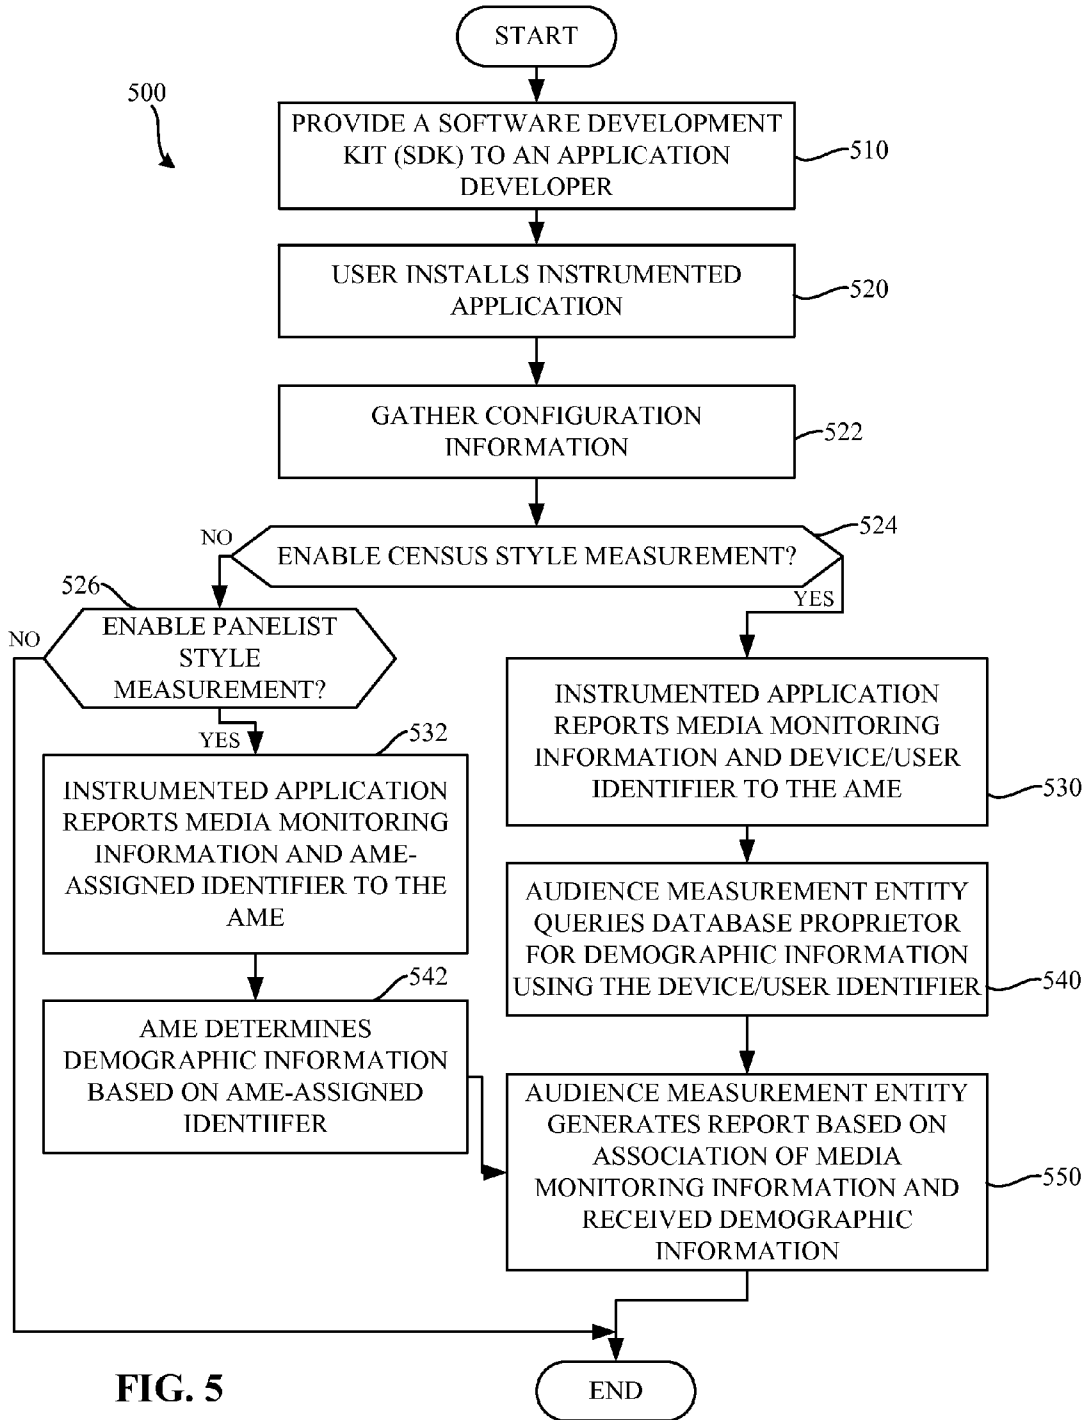 START
500
PROVIDE A SOFTWARE DEVELOPMENT
KIT (SDK) TO AN APPLICATION
DEVELOPER
510
USER INSTALLS INSTRUMENTED
APPLICATION
520
GATHER CONFIGURATION
INFORMATION
522
524
NO
ENABLE CENSUS STYLE MEASUREMENT?
YES
526
NO
ENABLE PANELIST
STYLE
MEASUREMENT?
YES
532
INSTRUMENTED APPLICATION
REPORTS MEDIA MONITORING
INFORMATION AND AME-
ASSIGNED IDENTIFIER TO THE
AME
INSTRUMENTED APPLICATION
REPORTS MEDIA MONITORING
INFORMATION AND DEVICE/USER
IDENTIFIER TO THE AME
530
AUDIENCE MEASUREMENT ENTITY
QUERIES DATABASE PROPRIETOR
FOR DEMOGRAPHIC INFORMATION
USING THE DEVICE/USER IDENTIFIER
540
542
AME DETERMINES
DEMOGRAPHIC INFORMATION
BASED ON AME-ASSIGNED
IDENTIIFER
AUDIENCE MEASUREMENT ENTITY
GENERATES REPORT BASED ON
ASSOCIATION OF MEDIA
MONITORING INFORMATION AND
RECEIVED DEMOGRAPHIC
INFORMATION
550
FIG. 5
END